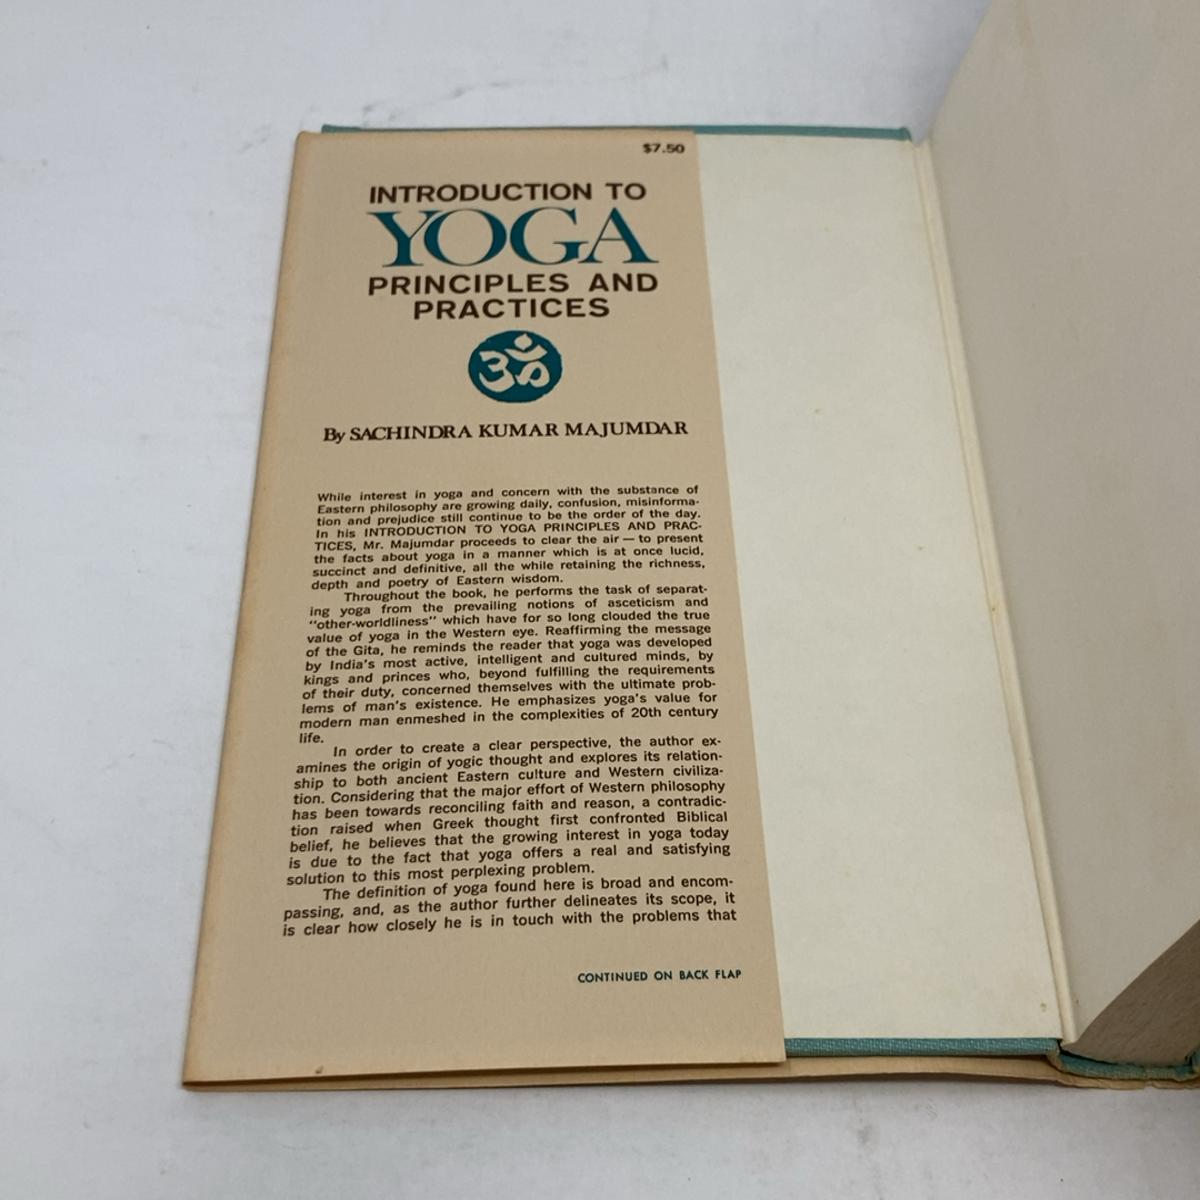 $7.50
INTRODUCTION TO
YOGA
PRINCIPLES AND
PRACTICES
ॐ
By SACHINDRA KUMAR MAJUMDAR
While interest in yoga and concern with the substance of
Eastern philosophy are growing daily, confusion, misinforma-
tion and prejudice still continue to be the order of the day.
In his INTRODUCTION TO YOGA PRINCIPLES AND PRAC-
TICES, Mr. Majumdar proceeds to clear the air — to present
the facts about yoga in a manner which is at once lucid,
succinct and definitive, all the while retaining the richness,
depth and poetry of Eastern wisdom.
Throughout the book, he performs the task of separat-
ing yoga from the prevailing notions of asceticism and
"other-worldliness" which have for so long clouded the true
value of yoga in the Western eye. Reaffirming the message
of the Gita, he reminds the reader that yoga was developed
by India's most active, intelligent and cultured minds, by
kings and princes who, beyond fulfilling the requirements
of their duty, concerned themselves with the ultimate prob-
lems of man's existence. He emphasizes yoga's value for
modern man enmeshed in the complexities of 20th century
life.
In order to create a clear perspective, the author ex-
amines the origin of yogic thought and explores its relation-
ship to both ancient Eastern culture and Western civiliza-
tion. Considering that the major effort of Western philosophy
has been towards reconciling faith and reason, a contradic-
tion raised when Greek thought first confronted Biblical
belief, he believes that the growing interest in yoga today
is due to the fact that yoga offers a real and satisfying
solution to this most perplexing problem.
The definition of yoga found here is broad and encom-
passing, and, as the author further delineates its scope, it
is clear how closely he is in touch with the problems that
CONTINUED ON BACK FLAP